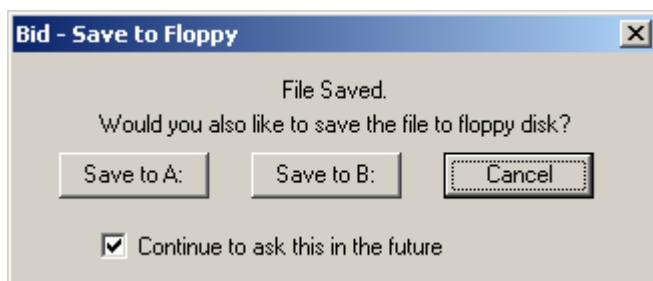 Bid - Save to Floppy
File Saved.
Would you also like to save the file to floppy disk?
Save to A: Save to B: Cancel
Continue to ask this in the future